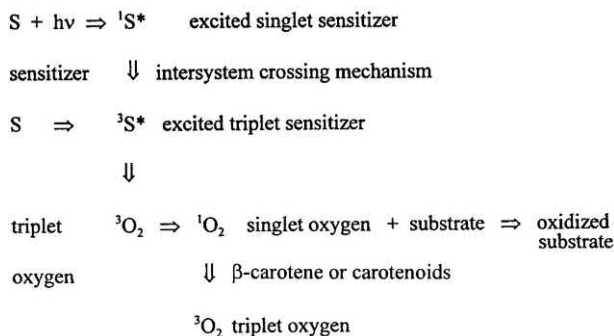 S + hν ⇒ ¹S* excited singlet sensitizer
sensitizer ⇓ intersystem crossing mechanism
S ⇒ ³S* excited triplet sensitizer
⇓
triplet ³O₂ ⇒ ¹O₂ singlet oxygen + substrate ⇒ oxidized
substrate
oxygen ⇓ β-carotene or carotenoids
³O₂ triplet oxygen